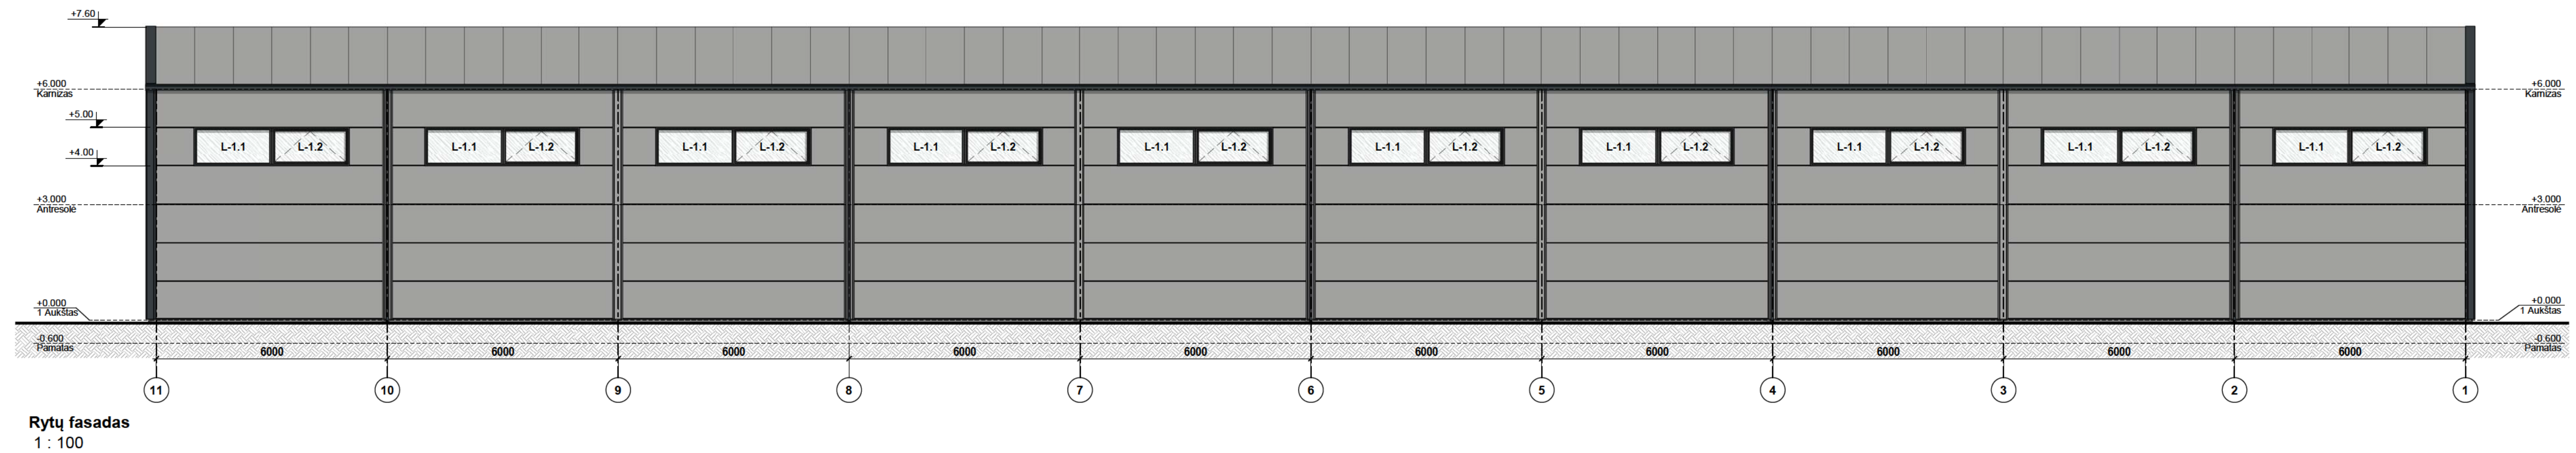 +7.60
+6.000
Karnizas
+6.000
Karnizas
+5.00
L-1.1 L-1.2 L-1.1 L-1.2 L-1.1 L-1.2 L-1.1 L-1.2 L-1.1 L-1.2 L-1.1 L-1.2 L-1.1 L-1.2 L-1.1 L-1.2 L-1.1 L-1.2 L-1.1 L-1.2
+4.00
+3.000
Antresolė
+3.000
Antresolė
+0.000
1 Aukštas
+0.000
1 Aukštas
-0.600
Pamatas
-0.600
Pamatas
6000 6000 6000 6000 6000 6000 6000 6000 6000 6000
11 10 9 8 7 6 5 4 3 2 1
Rytų fasadas
1 : 100